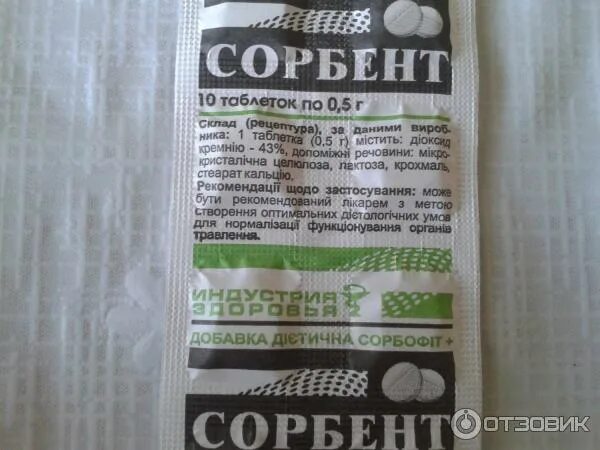 СОРБЕНТ
10 таблеток по 0,5 г
Склад (рецептура), за даними вироб-
ника: 1 таблетка (0,5 г) містить: діоксид
кремнію - 43%, допоміжні речовини: мікро-
кристалічна целюлоза, лактоза, крохмаль,
стеарат кальцію.
Рекомендації щодо застосування: може
бути рекомендований лікарем з метою
створення оптимальних дієтологічних умов
для нормалізації функціонування органів
травлення.
ИНДУСТРИЯ
ЗДОРОВЬЯ
ДОБАВКА ДІЄТИЧНА СОРБОФІТ +
СОРБЕНТ
ОТЗОВИК